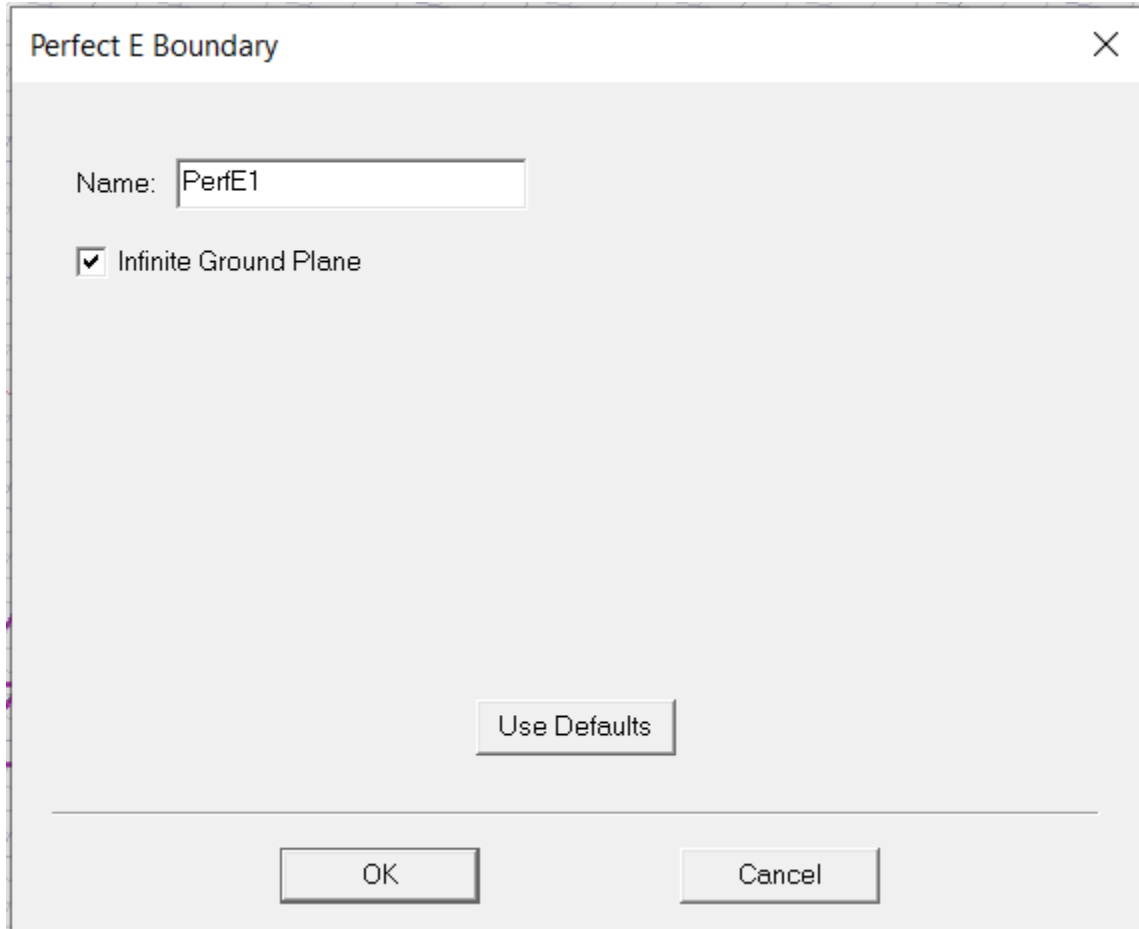 Perfect E Boundary
Name: PerfE1
Infinite Ground Plane
Use Defaults
OK Cancel